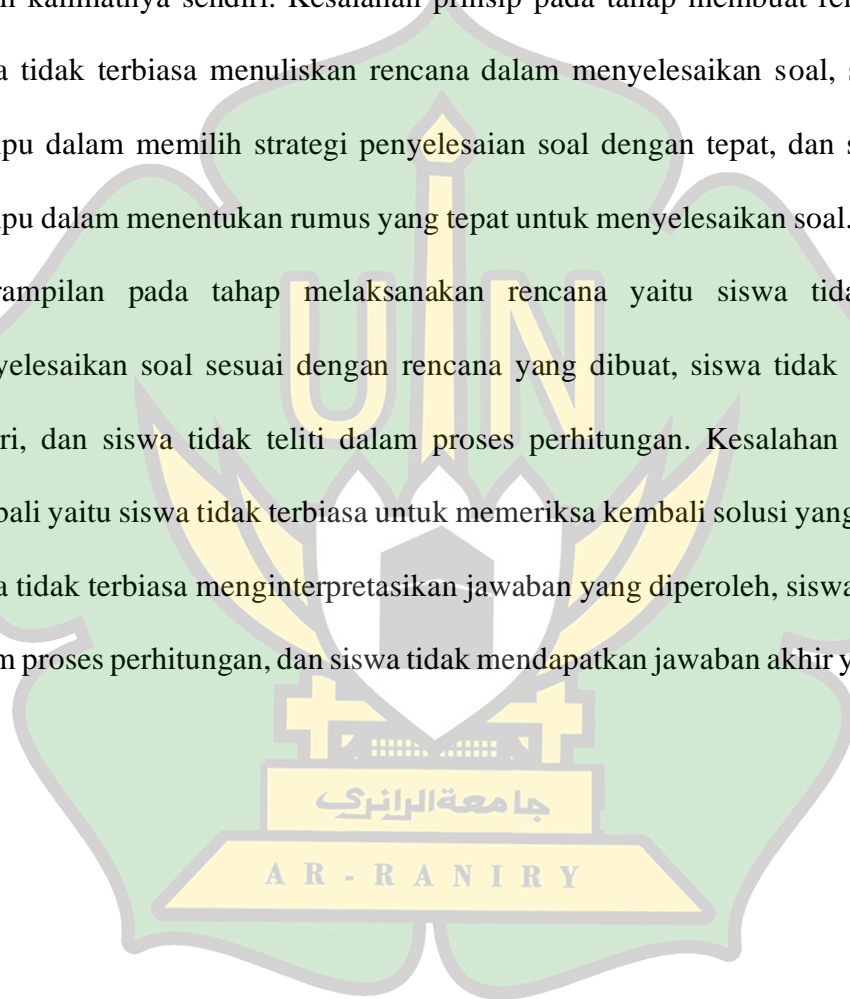 kalimatnya sendiri. Kesalahan prinsip pada tahap membuat
tidak terbiasa menuliskan rencana dalam menyelesaikan soal,
dalam memilih strategi penyelesaian soal dengan tepat, dan
dalam menentukan rumus yang tepat untuk menyelesaikan soal.
rampilan pada tahap melaksanakan rencana yaitu siswa
yelesaikan soal sesuai dengan rencana yang dibuat, siswa tidak
ri, dan siswa tidak teliti dalam proses perhitungan. Kesalahan
bali yaitu siswa tidak terbiasa untuk memeriksa kembali solusi yang
tidak terbiasa menginterpretasikan jawaban yang diperoleh, siswa
m proses perhitungan, dan siswa tidak mendapatkan jawaban akhir y
UIN
جامعة الرانري
AR-RANIRY